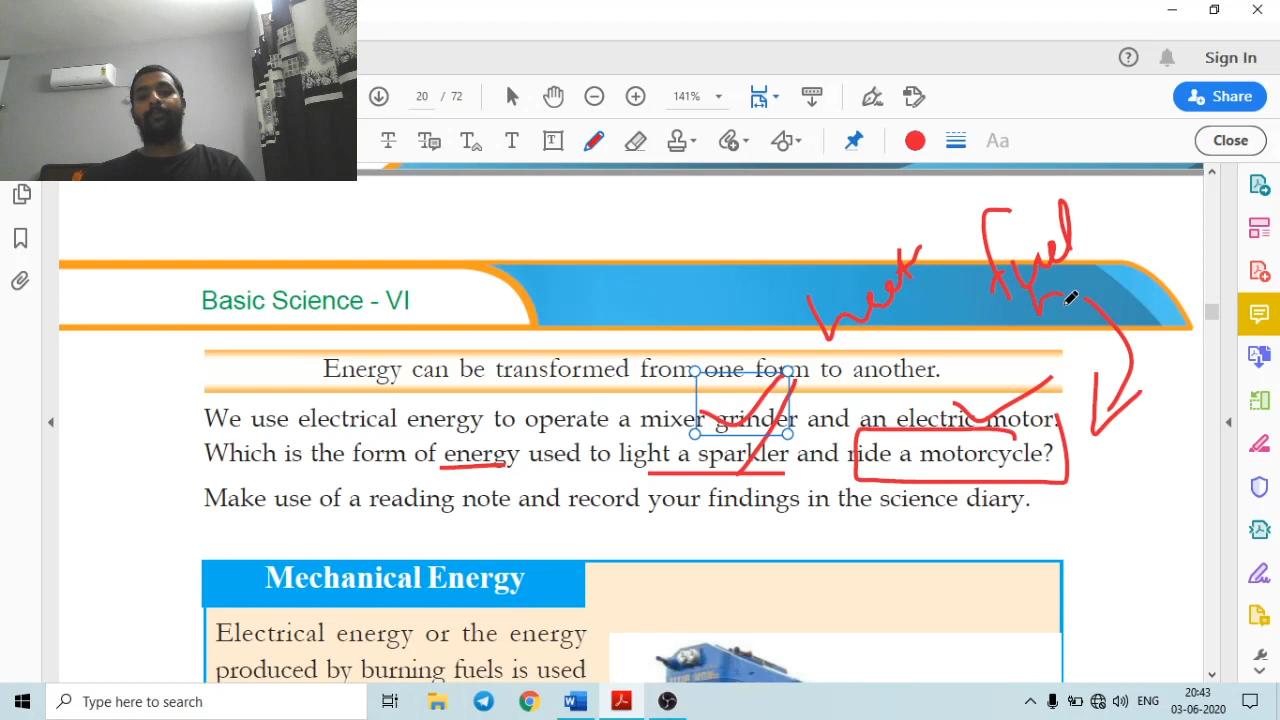 Sign In
20 / 72
141%
Share
Aa
Close
Fuel
heat
Basic Science - VI
Energy can be transformed from one form to another.
We use electrical energy to operate a mixer grinder and an electric motor.
Which is the form of energy used to light a sparkler and ride a motorcycle?
Make use of a reading note and record your findings in the science diary.
Mechanical Energy
Electrical energy or the energy
produced by burning fuels is used
Type here to search
ENG
20:43
03-06-2020